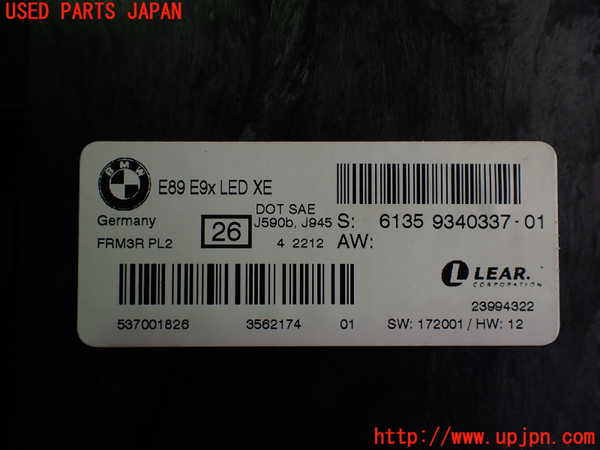 USED PARTS JAPAN
BMW
E89 E9x LED XE
Germany
FRM3R PL2
26
DOT SAE
J590b, J945
4 2212
S: 6135 9340337-01
AW:
LEAR.
CORPORATION
23994322
537001826 3562174 01 SW: 172001 / HW: 12
http://www.upjpn.com